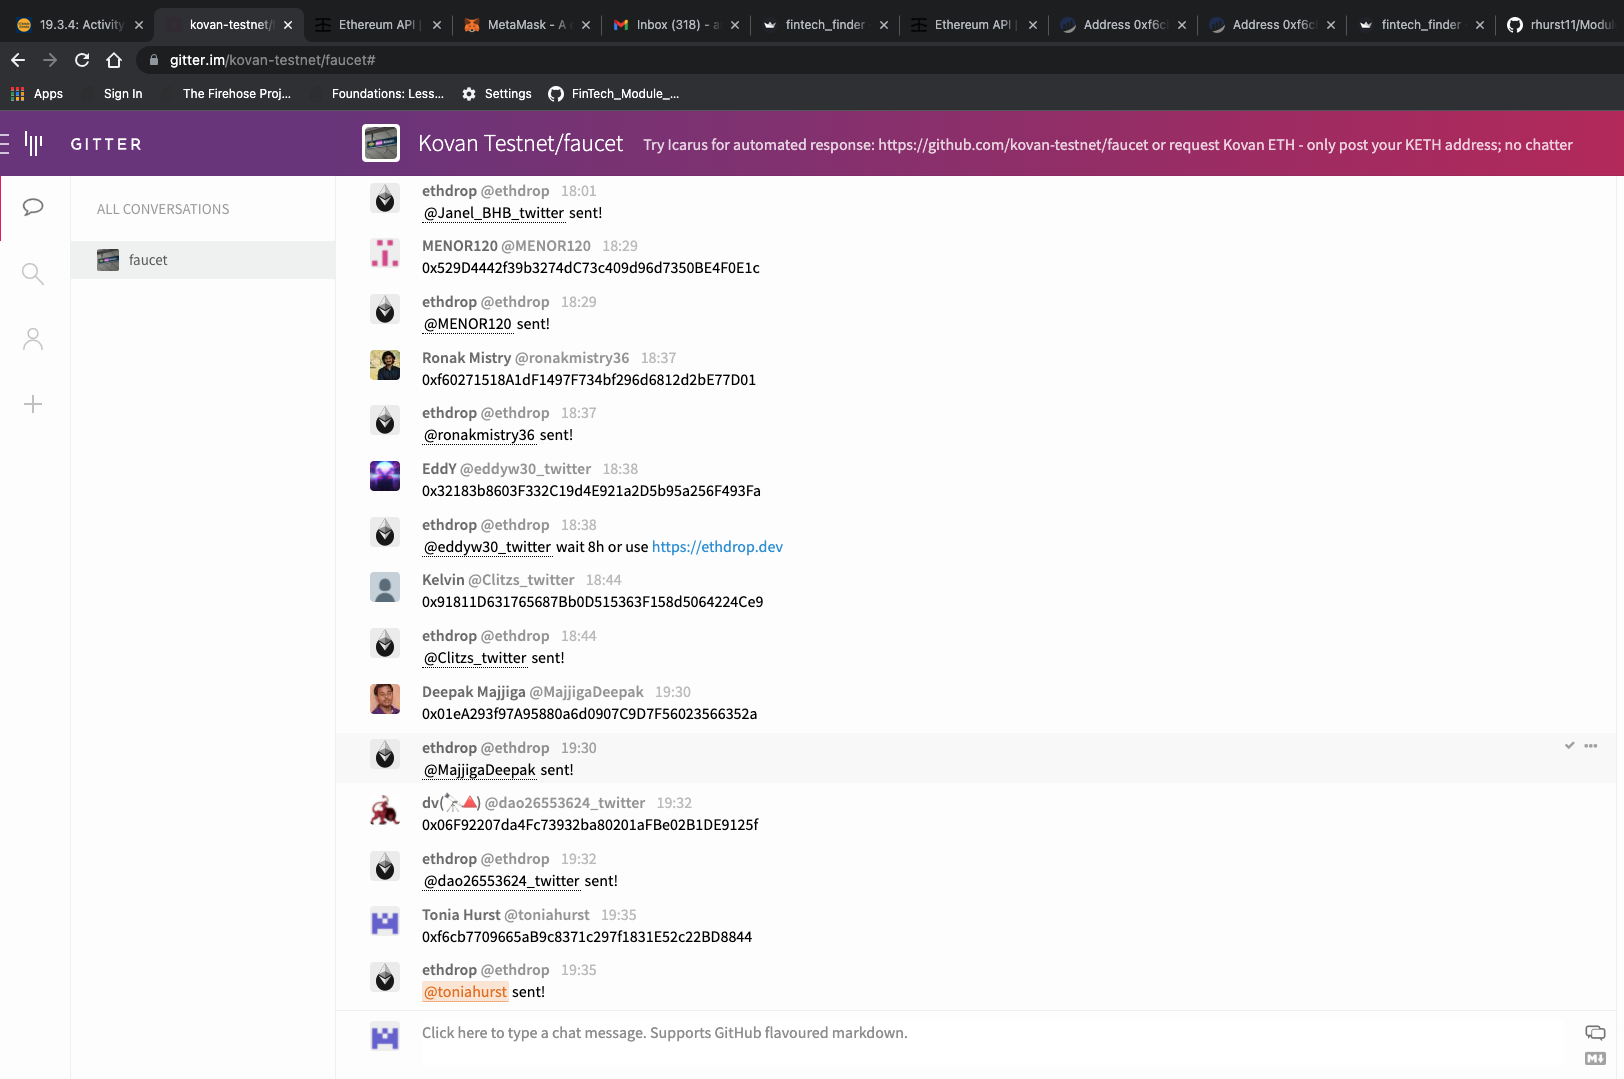 19.3.4: Activity
kovan-testnet/
Ethereum API |
MetaMask - A
Inbox (318) - a
fintech_finder
Ethereum API |
Address 0xf6c
Address 0xf6c
fintech_finder
rhurst11/Modul
gitter.im/kovan-testnet/faucet#
Apps
Sign In
The Firehose Proj...
Foundations: Less...
Settings
FinTech_Module_...
GITTER
Kovan Testnet/faucet
Try Icarus for automated response: https://github.com/kovan-testnet/faucet or request Kovan ETH - only post your KETH address; no chatter
ALL CONVERSATIONS
faucet
ethdrop @ethdrop 18:01
@Janel_BHB_twitter sent!
MENOR120 @MENOR120 18:29
0x529D4442f39b3274dC73c409d96d7350BE4F0E1c
ethdrop @ethdrop 18:29
@MENOR120 sent!
Ronak Mistry @ronakmistry36 18:37
0xf60271518A1dF1497F734bf296d6812d2bE77D01
ethdrop @ethdrop 18:37
@ronakmistry36 sent!
EddY @eddyw30_twitter 18:38
0x32183b8603F332C19d4E921a2D5b95a256F493Fa
ethdrop @ethdrop 18:38
@eddyw30_twitter wait 8h or use https://ethdrop.dev
Kelvin @Clitzs_twitter 18:44
0x91811D631765687Bb0D515363F158d5064224Ce9
ethdrop @ethdrop 18:44
@Clitzs_twitter sent!
Deepak Majjiga @MajjigaDeepak 19:30
0x01eA293f97A95880a6d0907C9D7F56023566352a
ethdrop @ethdrop 19:30
@MajjigaDeepak sent!
dv(🔭🔺) @dao26553624_twitter 19:32
0x06F92207da4Fc73932ba80201aFBe02B1DE9125f
ethdrop @ethdrop 19:32
@dao26553624_twitter sent!
Tonia Hurst @toniahurst 19:35
0xf6cb7709665aB9c8371c297f1831E52c22BD8844
ethdrop @ethdrop 19:35
@toniahurst sent!
Click here to type a chat message. Supports GitHub flavoured markdown.